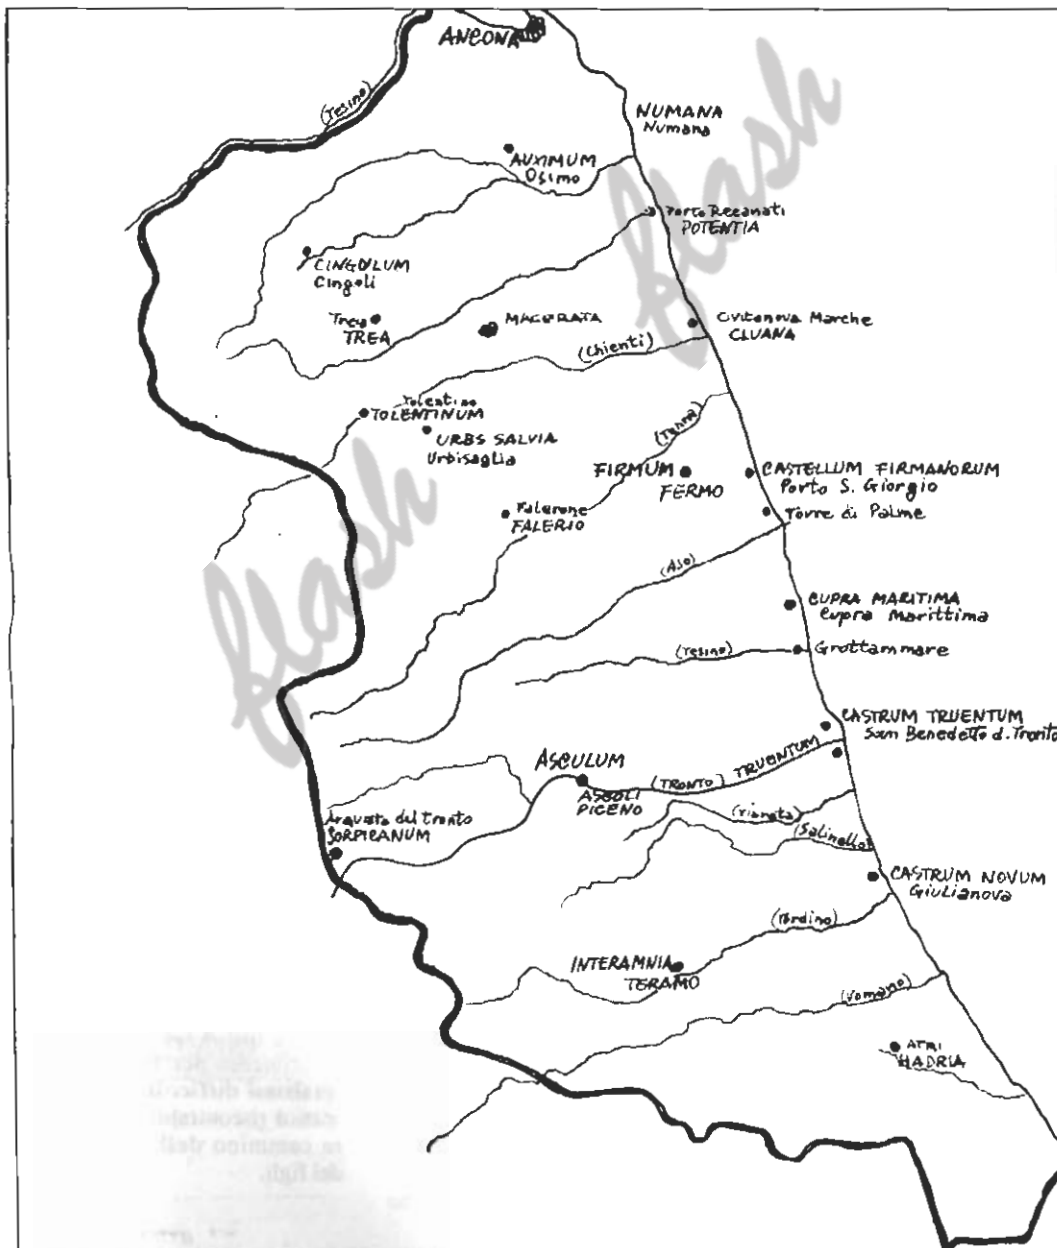 ANCONA
(Tesino)
NUMANA
Numana
AUXIMUM
Osimo
Porto Recanati
POTENTIA
CINGOLUM
Cingoli
Treia
TREA
MACERATA
Civitanova Marche
CLUANA
(Chienti)
Tolentino
TOLENTINUM
URBS SALVIA
Urbisaglia
(Tenna)
FIRMUM
FERMO
CASTELLUM FIRMANORUM
Porto S. Giorgio
Torre di Palme
Falerone
FALERIO
(Aso)
CUPRA MARITIMA
Cupra Marittima
(Tesino)
Grottammare
CASTRUM TRUENTUM
San Benedetto d. Tronto
ASCULUM
(TRONTO) TRUENTUM
ASCOLI
PICENO
Arquata del Tronto
SORPICANUM
(Salinello)
CASTRUM NOVUM
Giulianova
(Tordino)
INTERAMNIA
TERAMO
(Vomano)
ATRI
HADRIA
flash
flash